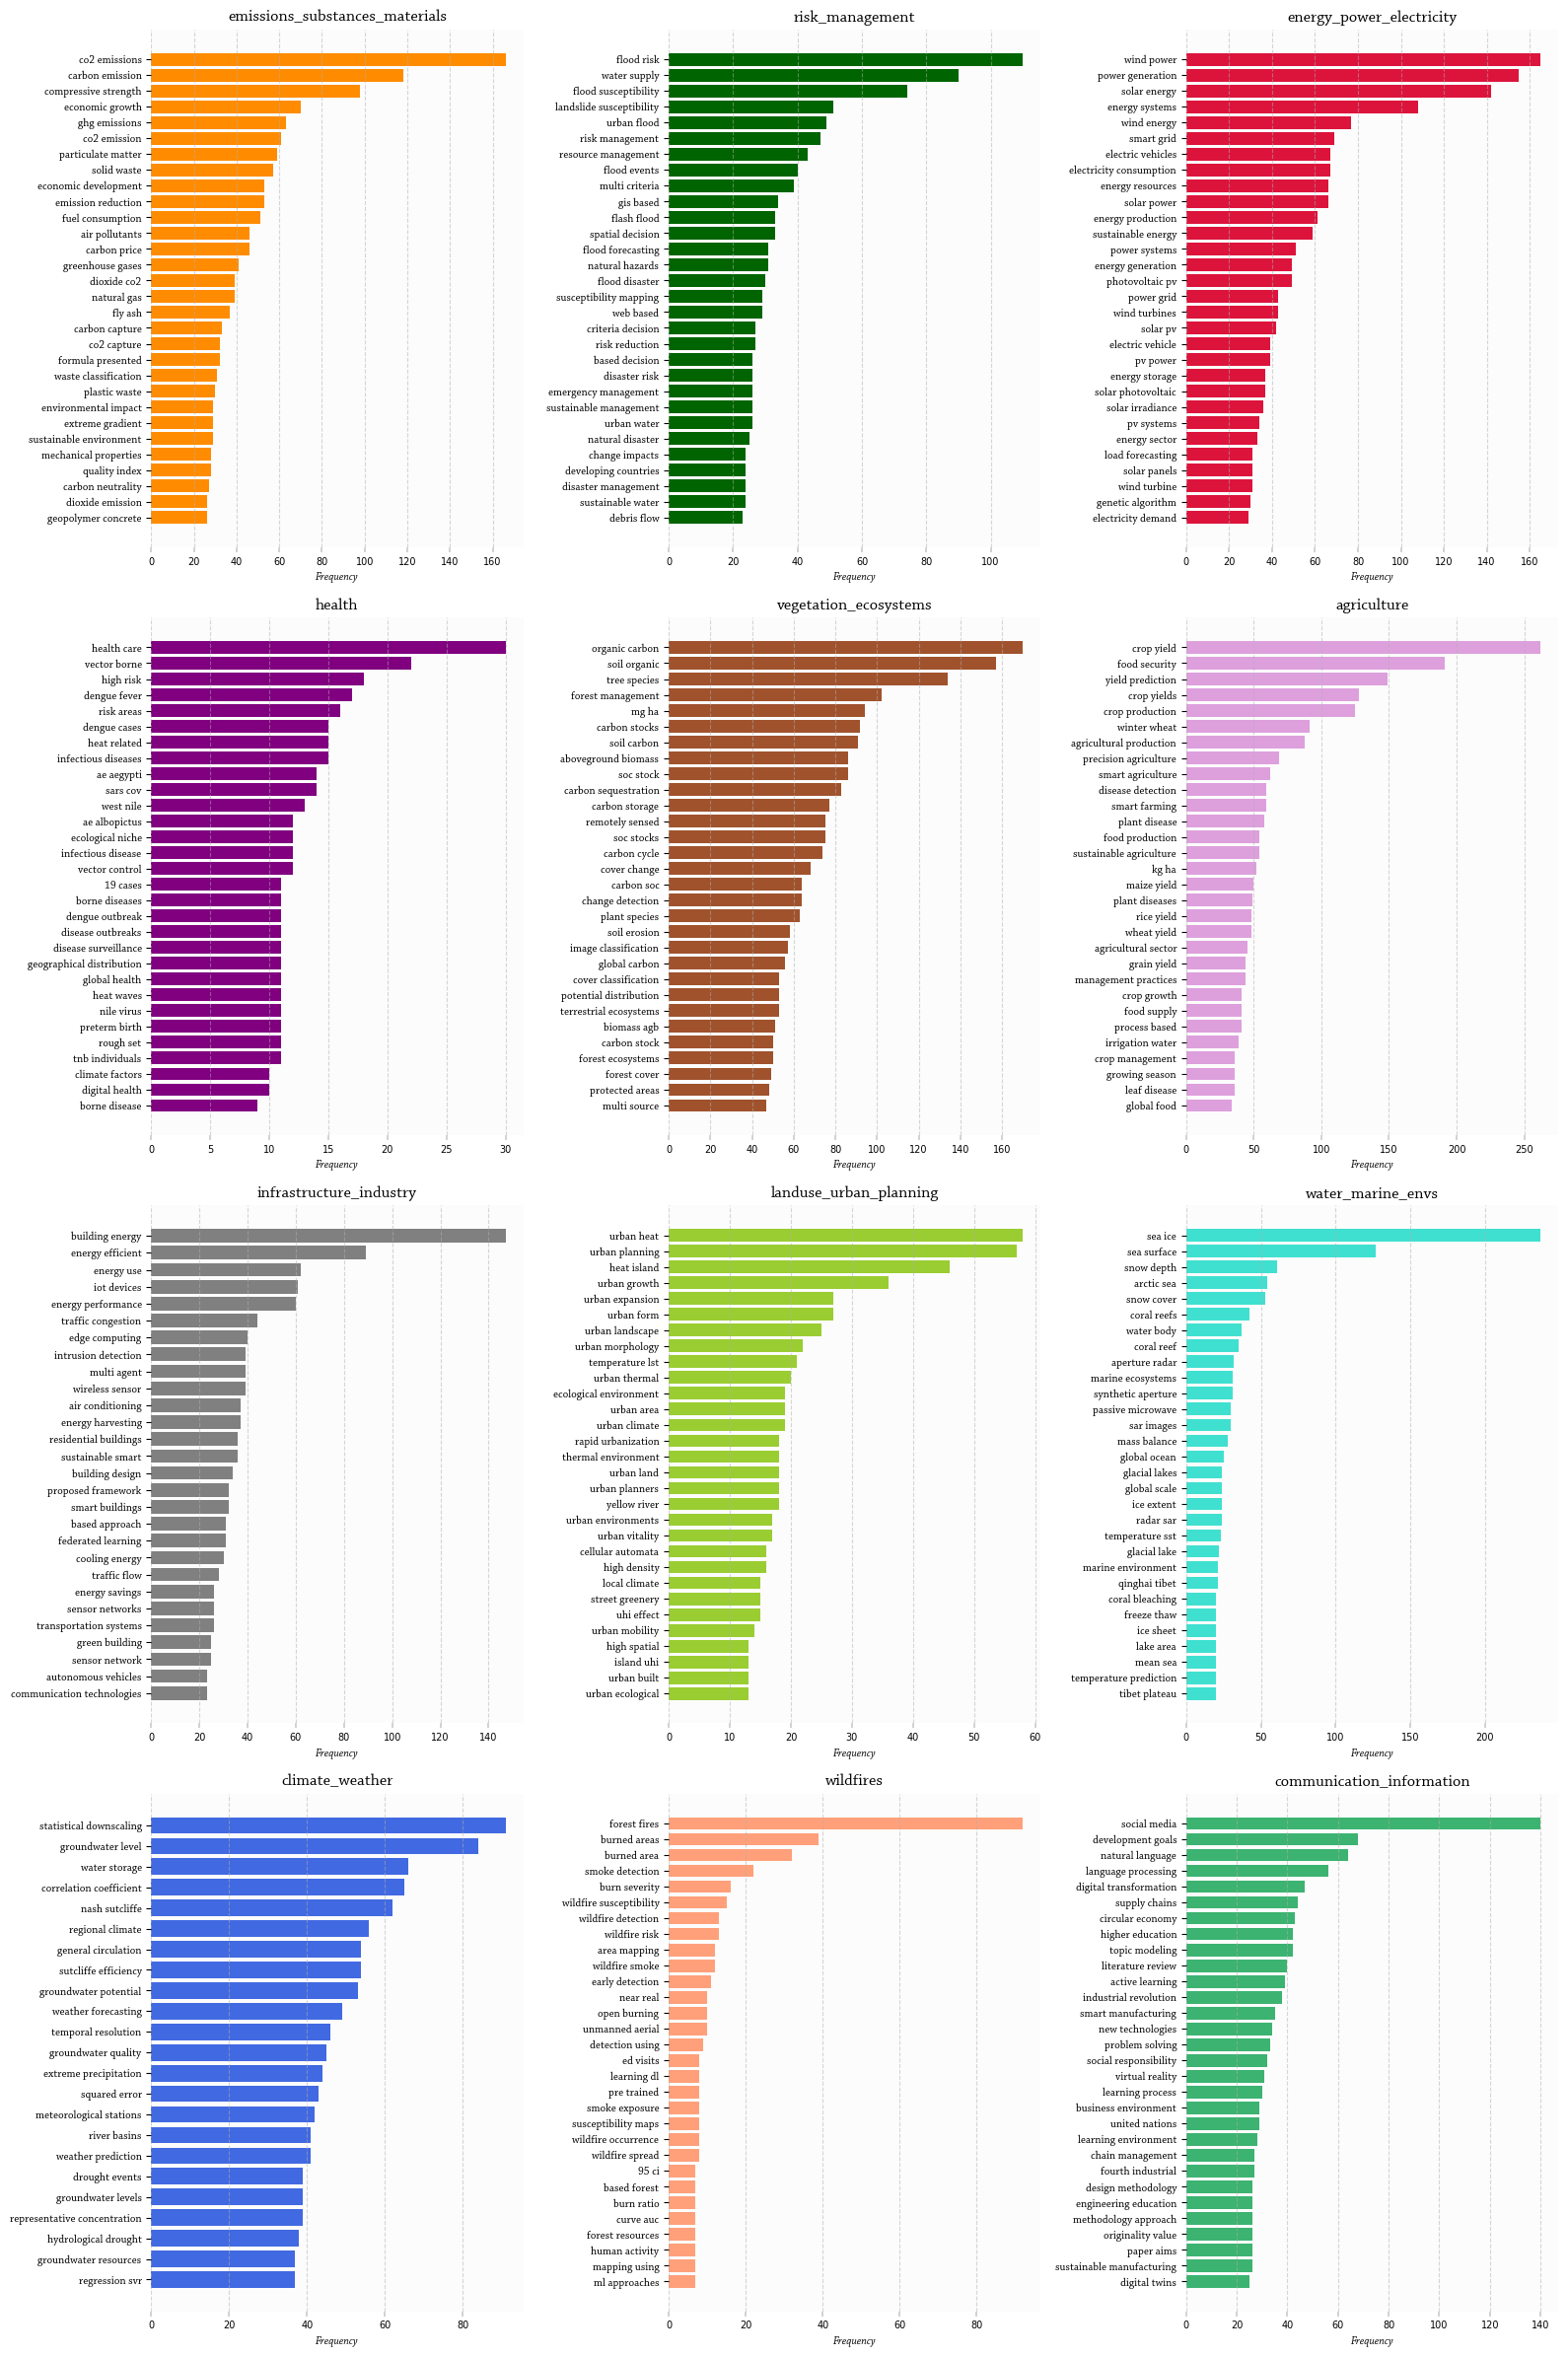 emissions_substances_materials
co2 emissions
carbon emission
compressive strength
economic growth
ghg emissions
co2 emission
particulate matter
solid waste
economic development
emission reduction
fuel consumption
air pollutants
carbon price
greenhouse gases
dioxide co2
natural gas
fly ash
carbon capture
co2 capture
formula presented
waste classification
plastic waste
environmental impact
extreme gradient
sustainable environment
mechanical properties
quality index
carbon neutrality
dioxide emission
geopolymer concrete
0 20 40 60 80 100 120 140 160
Frequency
risk_management
flood risk
water supply
flood susceptibility
landslide susceptibility
urban flood
risk management
resource management
flood events
multi criteria
gis based
flash flood
spatial decision
flood forecasting
natural hazards
flood disaster
susceptibility mapping
web based
criteria decision
risk reduction
based decision
disaster risk
emergency management
sustainable management
urban water
natural disaster
change impacts
developing countries
disaster management
sustainable water
debris flow
0 20 40 60 80 100
Frequency
energy_power_electricity
wind power
power generation
solar energy
energy systems
wind energy
smart grid
electric vehicles
electricity consumption
energy resources
solar power
energy production
sustainable energy
power systems
energy generation
photovoltaic pv
power grid
wind turbines
solar pv
electric vehicle
pv power
energy storage
solar photovoltaic
solar irradiance
pv systems
energy sector
load forecasting
solar panels
wind turbine
genetic algorithm
electricity demand
0 20 40 60 80 100 120 140 160
Frequency
health
health care
vector borne
high risk
dengue fever
risk areas
dengue cases
heat related
infectious diseases
ae aegypti
sars cov
west nile
ae albopictus
ecological niche
infectious disease
vector control
19 cases
borne diseases
dengue outbreak
disease outbreaks
disease surveillance
geographical distribution
global health
heat waves
nile virus
preterm birth
rough set
tnb individuals
climate factors
digital health
borne disease
0 5 10 15 20 25 30
Frequency
vegetation_ecosystems
organic carbon
soil organic
tree species
forest management
mg ha
carbon stocks
soil carbon
aboveground biomass
soc stock
carbon sequestration
carbon storage
remotely sensed
soc stocks
carbon cycle
cover change
carbon soc
change detection
plant species
soil erosion
image classification
global carbon
cover classification
potential distribution
terrestrial ecosystems
biomass agb
carbon stock
forest ecosystems
forest cover
protected areas
multi source
0 20 40 60 80 100 120 140 160
Frequency
agriculture
crop yield
food security
yield prediction
crop yields
crop production
winter wheat
agricultural production
precision agriculture
smart agriculture
disease detection
smart farming
plant disease
food production
sustainable agriculture
kg ha
maize yield
plant diseases
rice yield
wheat yield
agricultural sector
grain yield
management practices
crop growth
food supply
process based
irrigation water
crop management
growing season
leaf disease
global food
0 50 100 150 200 250
Frequency
infrastructure_industry
building energy
energy efficient
energy use
iot devices
energy performance
traffic congestion
edge computing
intrusion detection
multi agent
wireless sensor
air conditioning
energy harvesting
residential buildings
sustainable smart
building design
proposed framework
smart buildings
based approach
federated learning
cooling energy
traffic flow
energy savings
sensor networks
transportation systems
green building
sensor network
autonomous vehicles
communication technologies
0 20 40 60 80 100 120 140
Frequency
landuse_urban_planning
urban heat
urban planning
heat island
urban growth
urban expansion
urban form
urban landscape
urban morphology
temperature lst
urban thermal
ecological environment
urban area
urban climate
rapid urbanization
thermal environment
urban land
urban planners
yellow river
urban environments
urban vitality
cellular automata
high density
local climate
street greenery
uhi effect
urban mobility
high spatial
island uhi
urban built
urban ecological
0 10 20 30 40 50 60
Frequency
water_marine_envs
sea ice
sea surface
snow depth
arctic sea
snow cover
coral reefs
water body
coral reef
aperture radar
marine ecosystems
synthetic aperture
passive microwave
sar images
mass balance
global ocean
glacial lakes
global scale
ice extent
radar sar
temperature sst
glacial lake
marine environment
qinghai tibet
coral bleaching
freeze thaw
ice sheet
lake area
mean sea
temperature prediction
tibet plateau
0 50 100 150 200
Frequency
climate_weather
statistical downscaling
groundwater level
water storage
correlation coefficient
nash sutcliffe
regional climate
general circulation
sutcliffe efficiency
groundwater potential
weather forecasting
temporal resolution
groundwater quality
extreme precipitation
squared error
meteorological stations
river basins
weather prediction
drought events
groundwater levels
representative concentration
hydrological drought
groundwater resources
regression svr
0 20 40 60 80
Frequency
wildfires
forest fires
burned areas
burned area
smoke detection
burn severity
wildfire susceptibility
wildfire detection
wildfire risk
area mapping
wildfire smoke
early detection
near real
open burning
unmanned aerial
detection using
ed visits
learning dl
pre trained
smoke exposure
susceptibility maps
wildfire occurrence
wildfire spread
95 ci
based forest
burn ratio
curve auc
forest resources
human activity
mapping using
ml approaches
0 20 40 60 80
Frequency
communication_information
social media
development goals
natural language
language processing
digital transformation
supply chains
circular economy
higher education
topic modeling
literature review
active learning
industrial revolution
smart manufacturing
new technologies
problem solving
social responsibility
virtual reality
learning process
business environment
united nations
learning environment
chain management
fourth industrial
design methodology
engineering education
methodology approach
originality value
paper aims
sustainable manufacturing
digital twins
0 20 40 60 80 100 120 140
Frequency